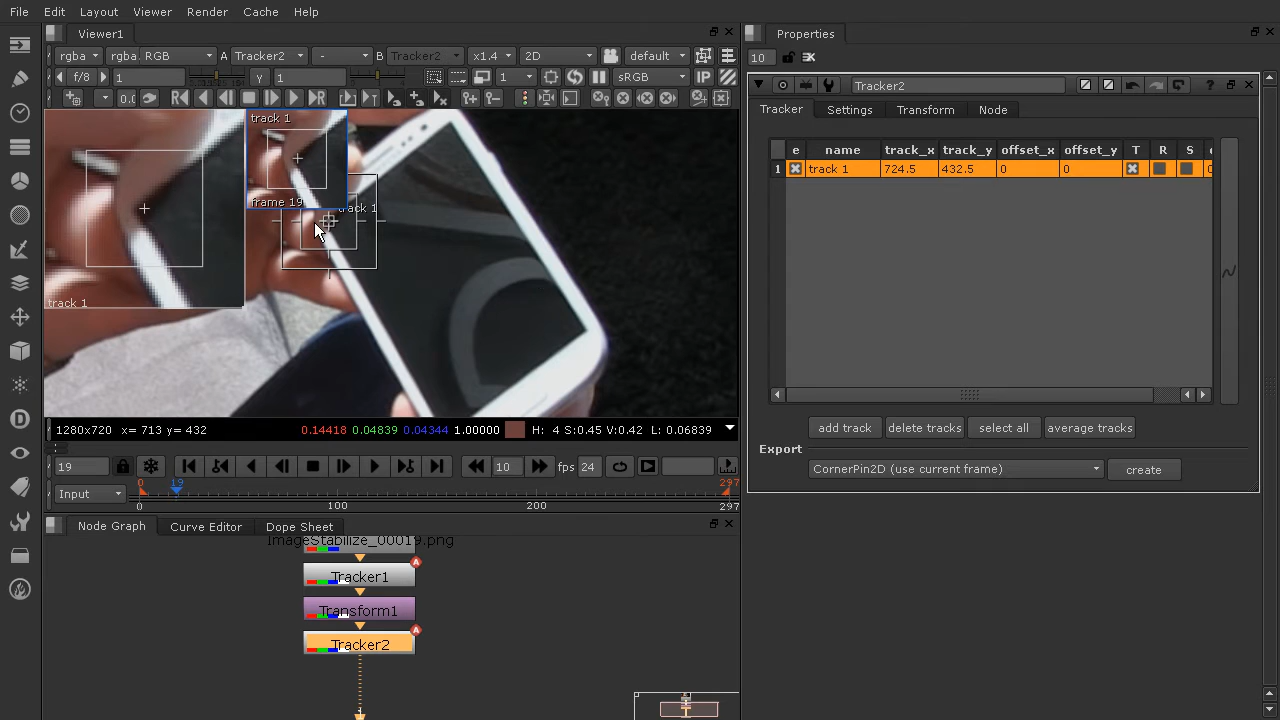 File Edit Layout Viewer Render Cache Help
Viewer1
Properties
rgba rgba RGB A Tracker2 - B Tracker2 x1.4 2D default
10
f/8 1 Y 1 1 sRGB IP
Tracker2
0.0
Tracker Settings Transform Node
track 1
e name track_x track_y offset_x offset_y T R S
1 track 1 724.5 432.5 0 0
frame 19
track 1
track 1
add track delete tracks select all average tracks
1280x720 x= 713 y= 432 0.14418 0.04839 0.04344 1.00000 H: 4 S:0.45 V:0.42 L: 0.06839
Export
19 10 fps 24
CornerPin2D (use current frame) create
0 19 297
Input
0 100 200 297
Node Graph Curve Editor Dope Sheet
ImageStabilize_00019.png
A
Tracker1
Transform1
A
Tracker2